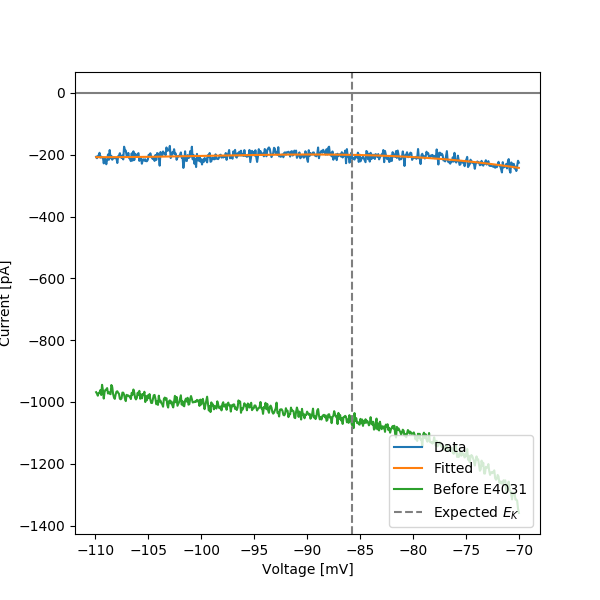 0
−200
−400
−600
−800
−1000
−1200
−1400
Current [pA]
Data
Fitted
Before E4031
Expected E_K
−110
−105
−100
−95
−90
−85
−80
−75
−70
Voltage [mV]